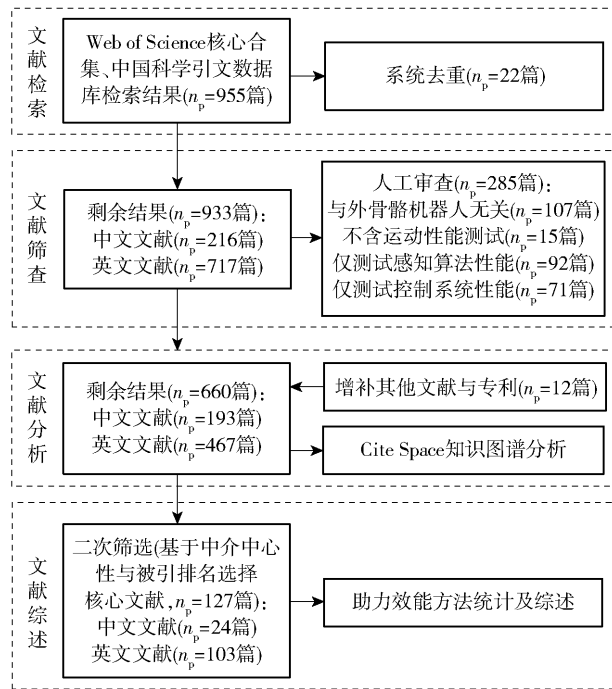 文献检索
Web of Science核心合
集、中国科学引文数据
库检索结果(np=955篇)
系统去重(np=22篇)
文献筛查
剩余结果(np=933篇)：
中文文献(np=216篇)
英文文献(np=717篇)
人工审查(np=285篇)：
与外骨骼机器人无关(np=107篇)
不含运动性能测试(np=15篇)
仅测试感知算法性能(np=92篇)
仅测试控制系统性能(np=71篇)
文献分析
剩余结果(np=660篇)：
中文文献(np=193篇)
英文文献(np=467篇)
增补其他文献与专利(np=12篇)
Cite Space知识图谱分析
文献综述
二次筛选(基于中介中心
性与被引排名选择
核心文献,np=127篇)：
中文文献(np=24篇)
英文文献(np=103篇)
助力效能方法统计及综述